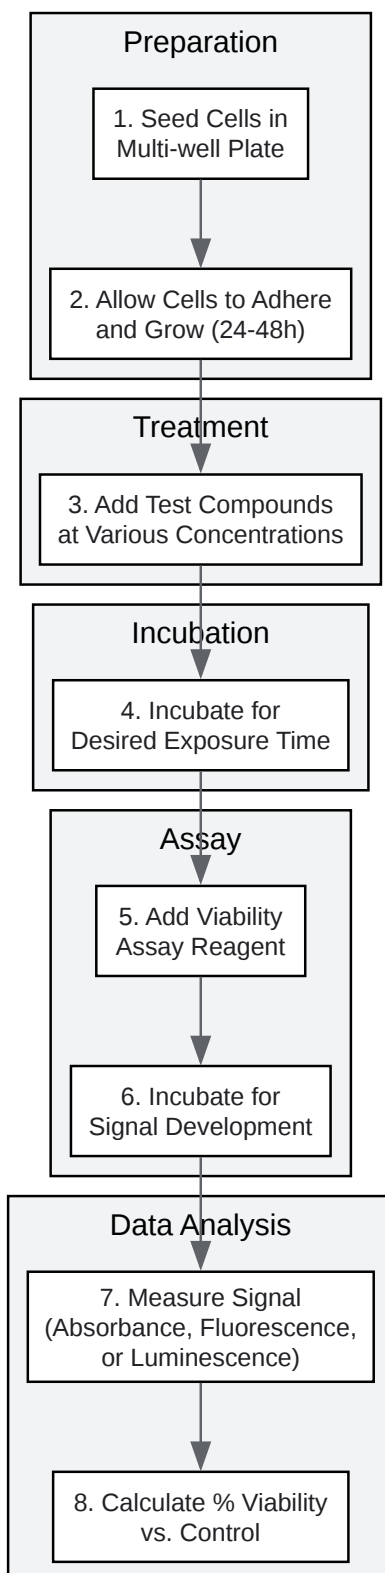 Preparation
1. Seed Cells in
Multi-well Plate
2. Allow Cells to Adhere
and Grow (24-48h)
Treatment
3. Add Test Compounds
at Various Concentrations
Incubation
4. Incubate for
Desired Exposure Time
Assay
5. Add Viability
Assay Reagent
6. Incubate for
Signal Development
Data Analysis
7. Measure Signal
(Absorbance, Fluorescence,
or Luminescence)
8. Calculate % Viability
vs. Control